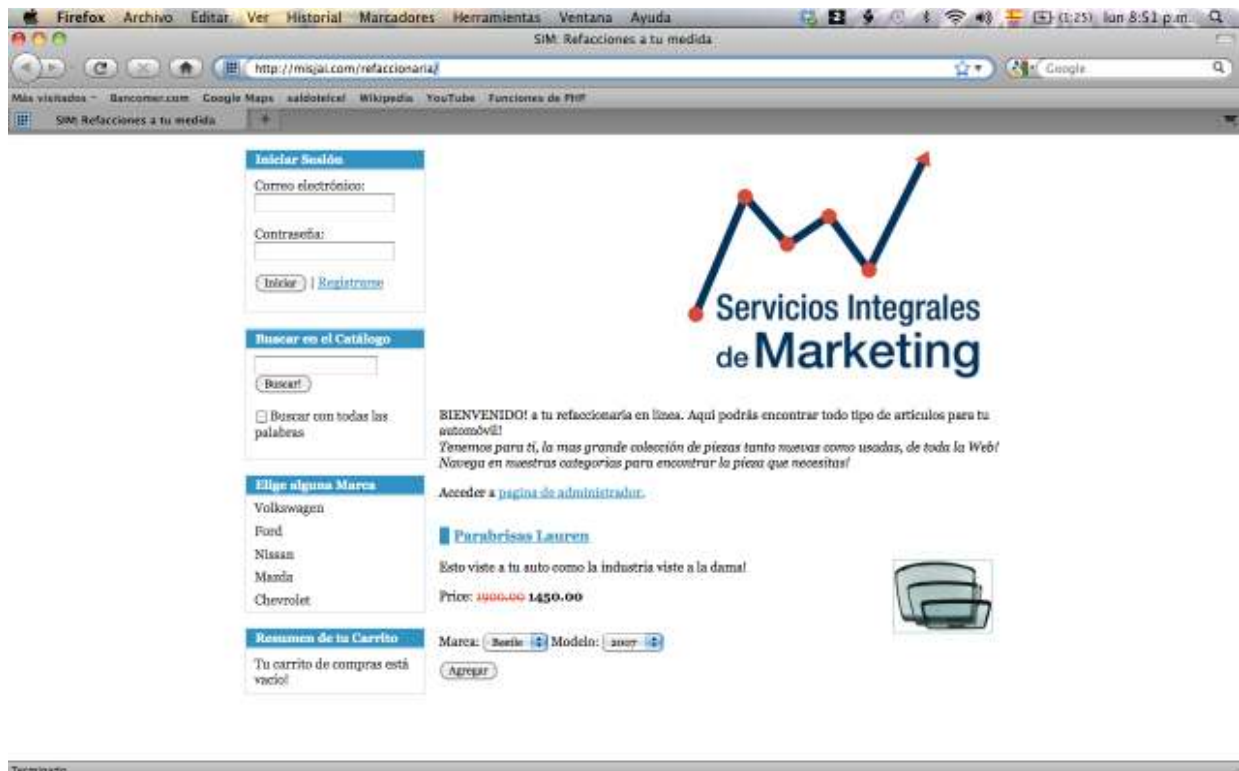 Firefox Archivo Editar Ver Historial Marcadores Herramientas Ventana Ayuda
(1:25) lun 8:51 p.m.
SIM: Refacciones a tu medida
http://misjai.com/refaccionaria/
Google
Más visitados Bancomer.com Google Maps saldotelcel Wikipedia YouTube Funciones de PHP
SIM: Refacciones a tu medida
Iniciar Sesión
Correo electrónico:
Contraseña:
Iniciar | Registrarme
Buscar en el Catálogo
Buscar!
Buscar con todas las
palabras
Elige alguna Marca
Volkswagen
Ford
Nissan
Mazda
Chevrolet
Resumen de tu Carrito
Tu carrito de compras está
vacío!
Servicios Integrales
de Marketing
BIENVENIDO! a tu refaccionaria en linea. Aqui podrás encontrar todo tipo de articulos para tu
automóvil!
Tenemos para ti, la mas grande colección de piezas tanto nuevas como usadas, de toda la Web!
Navega en nuestras categorias para encontrar la pieza que necesitas!
Acceder a pagina de administrador.
Parabrisas Lauren
Esto viste a tu auto como la industria viste a la dama!
Price: 1900.00 1450.00
Marca: Beetle Modelo: 2007
Agregar
Terminado